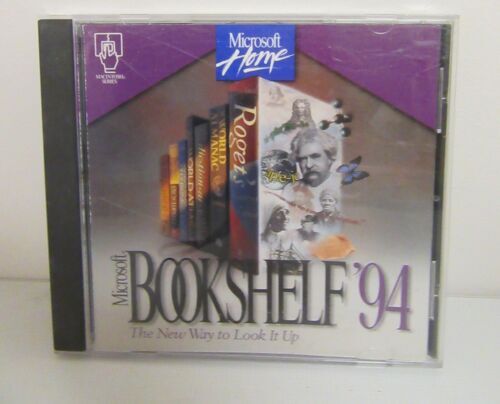 MACINTOSH®
SERIES
Microsoft
Home
Roget
WORLD
ALMANAC
Microsoft®
BOOKSHELF '94
The New Way to Look It Up